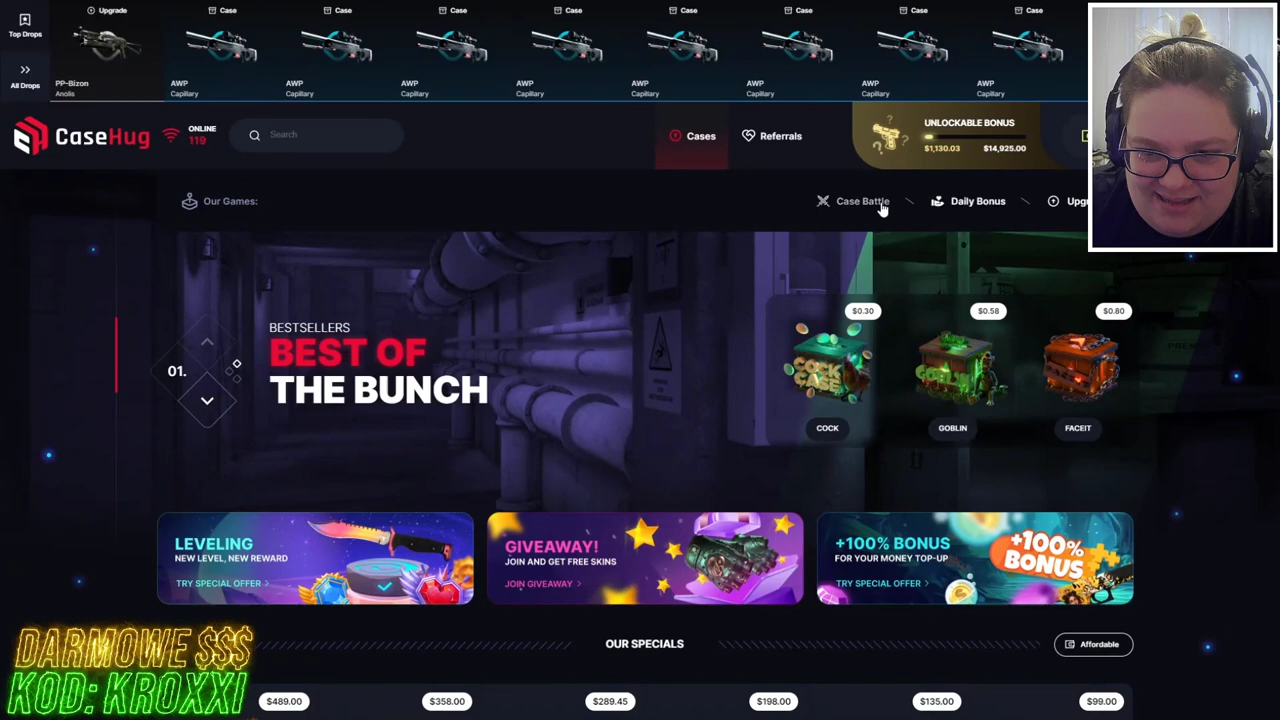 Top Drops
All Drops
Upgrade
PP-Bizon
Anolis
Case
AWP
Capillary
Case
AWP
Capillary
Case
AWP
Capillary
Case
AWP
Capillary
Case
AWP
Capillary
Case
AWP
Capillary
Case
AWP
Capillary
Case
AWP
Capillary
CaseHug
ONLINE
119
Search
Cases
Referrals
UNLOCKABLE BONUS
$1,130.03 $14,925.00
Our Games:
Case Battle
Daily Bonus
Upg
01.
BESTSELLERS
BEST OF
THE BUNCH
$0.30
COCK CASE
COCK
$0.58
GOBLIN
GOBLIN
$0.80
FACEIT
FACEIT
LEVELING
NEW LEVEL, NEW REWARD
TRY SPECIAL OFFER
GIVEAWAY!
JOIN AND GET FREE SKINS
JOIN GIVEAWAY
+100% BONUS
FOR YOUR MONEY TOP-UP
TRY SPECIAL OFFER
+100%
BONUS
OUR SPECIALS
Affordable
$489.00
$358.00
$289.45
$198.00
$135.00
$99.00
DARMOWE $$$
KOD: KROXXI